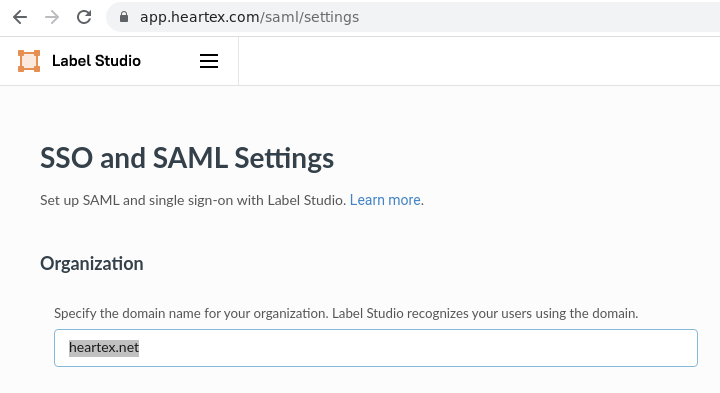 app.heartex.com/saml/settings
Label Studio
SSO and SAML Settings
Set up SAML and single sign-on with Label Studio. Learn more.
Organization
Specify the domain name for your organization. Label Studio recognizes your users using the domain.
heartex.net